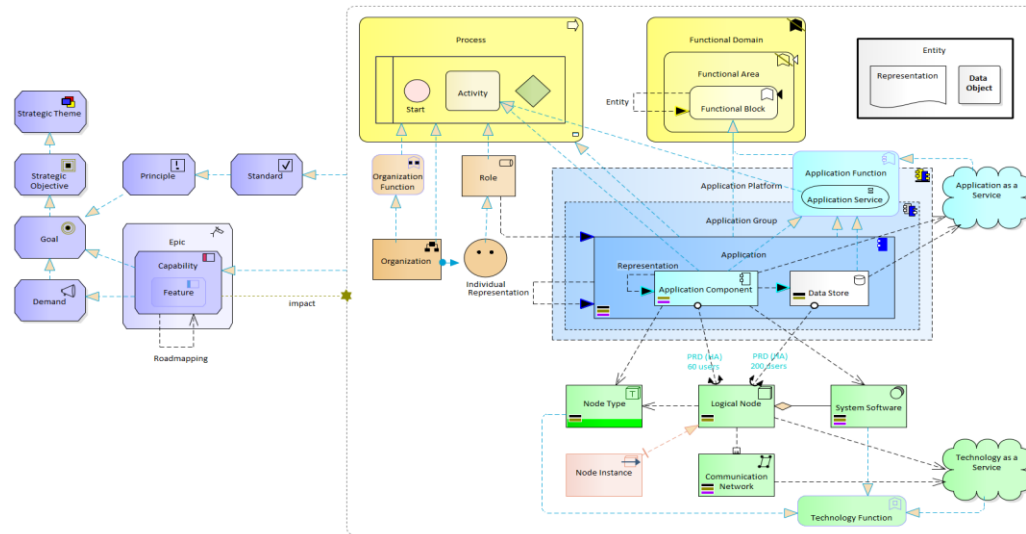 Process
Start
Activity
Functional Domain
Functional Area
Entity
Functional Block
Entity
Representation
Data
Object
Strategic Theme
Strategic
Objective
Principle
Standard
Goal
Demand
Epic
Capability
Feature
Roadmapping
impact
Organization
Function
Role
Organization
Individual
Representation
Application Platform
Application Function
Application Service
Application as a
Service
Application Group
Application
Representation
Application Component
Data Store
PRD (HA)
60 users
PRD (HA)
200 users
Node Type
T
Logical Node
System Software
Node Instance
Communication
Network
Technology as a
Service
Technology Function